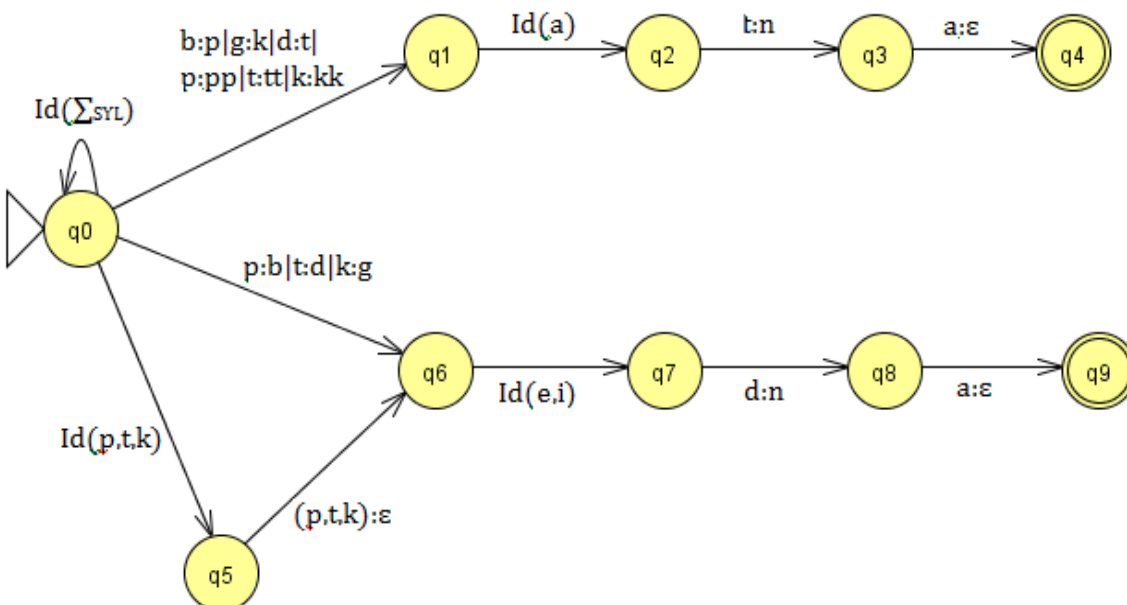 b:p|g:k|d:t|
p:pp|t:tt|k:kk
Id(a)
t:n
a:ε
q1
q2
q3
q4
Id(∑SYL)
q0
p:b|t:d|k:g
q6
Id(e,i)
q7
d:n
q8
a:ε
q9
Id(p,t,k)
(p,t,k):ε
q5